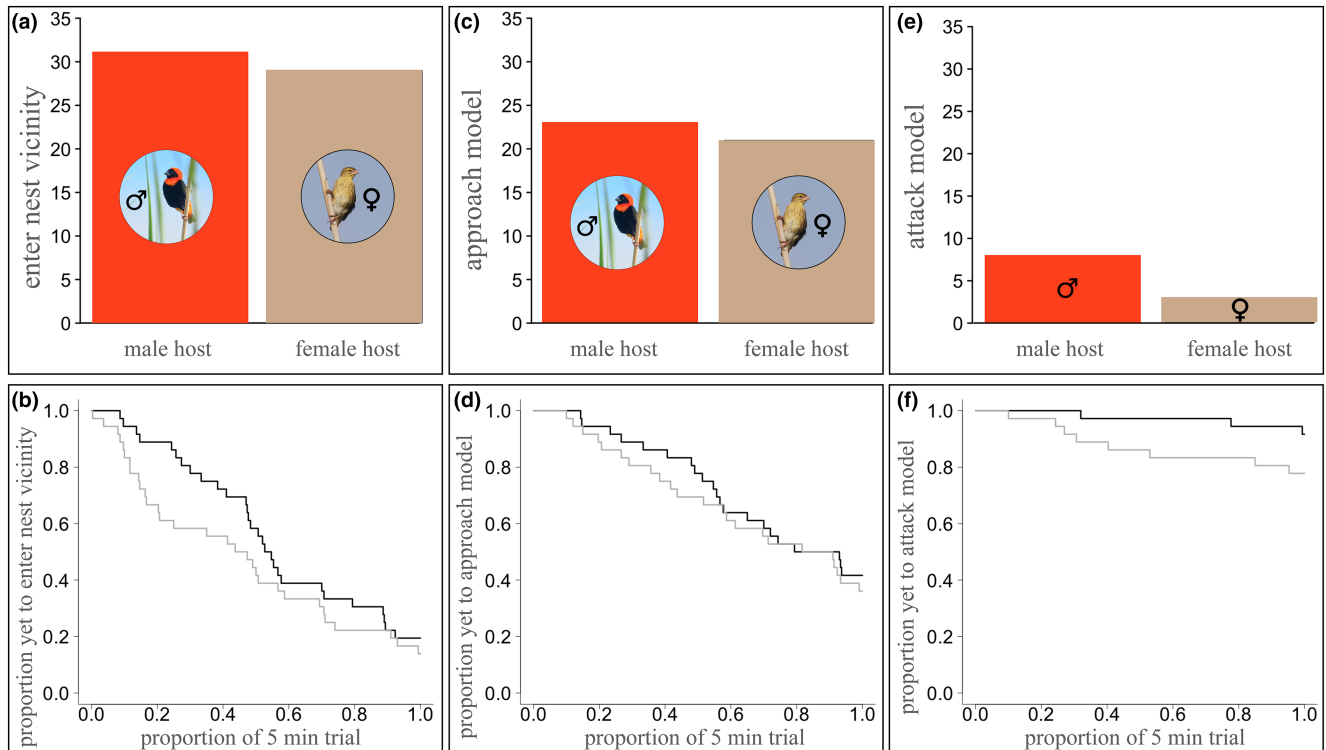 (a)
enter nest vicinity
35
30
25
20
15
10
5
0
♂
♀
male host
female host
(c)
approach model
35
30
25
20
15
10
5
0
♂
♀
male host
female host
(e)
attack model
35
30
25
20
15
10
5
0
♂
♀
male host
female host
(b)
proportion yet to enter nest vicinity
1.0
0.8
0.6
0.4
0.2
0.0
0.0 0.2 0.4 0.6 0.8 1.0
proportion of 5 min trial
(d)
proportion yet to approach model
1.0
0.8
0.6
0.4
0.2
0.0
0.0 0.2 0.4 0.6 0.8 1.0
proportion of 5 min trial
(f)
proportion yet to attack model
1.0
0.8
0.6
0.4
0.2
0.0
0.0 0.2 0.4 0.6 0.8 1.0
proportion of 5 min trial